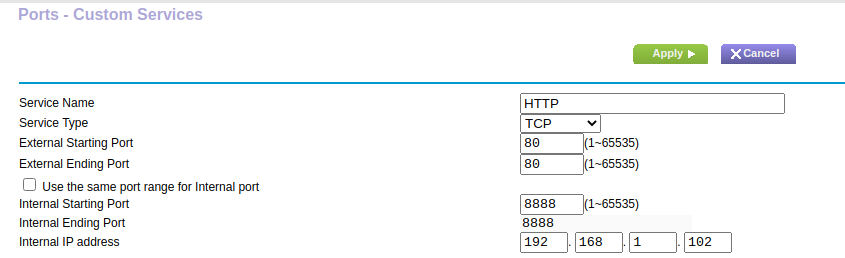 Ports - Custom Services
Apply Cancel
Service Name HTTP
Service Type TCP
External Starting Port 80 (1~65535)
External Ending Port 80 (1~65535)
Use the same port range for Internal port
Internal Starting Port 8888 (1~65535)
Internal Ending Port 8888
Internal IP address 192 . 168 . 1 . 102